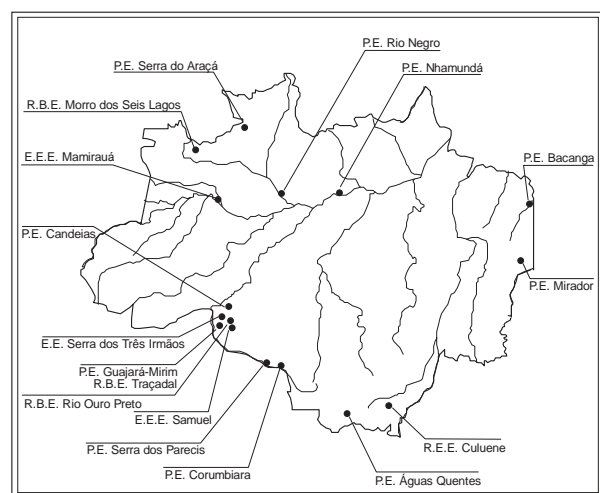 P.E. Rio Negro
P.E. Serra do Araçá
P.E. Nhamundá
R.B.E. Morro dos Seis Lagos
E.E.E. Mamirauá
P.E. Bacanga
P.E. Candeias
P.E. Mirador
E.E. Serra dos Três Irmãos
P.E. Guajará-Mirim
R.B.E. Traçadal
R.B.E. Rio Ouro Preto
E.E.E. Samuel
P.E. Serra dos Parecis
R.E.E. Culuene
P.E. Corumbiara
P.E. Águas Quentes